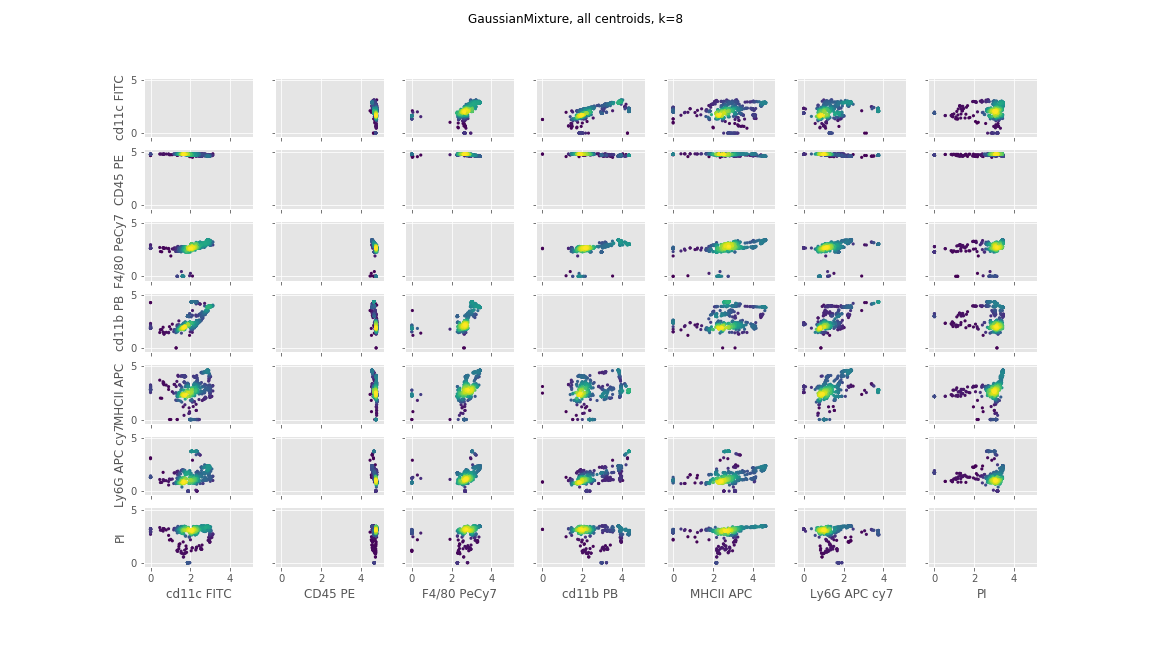 GaussianMixture, all centroids, k=8
cd11c FITC
5
0
CD45 PE
5
0
F4/80 PeCy7
5
0
cd11b PB
5
0
MHCII APC
5
0
Ly6G APC cy7
5
0
PI
5
0
0 2 4 0 2 4 0 2 4 0 2 4 0 2 4 0 2 4 0 2 4
cd11c FITC CD45 PE F4/80 PeCy7 cd11b PB MHCII APC Ly6G APC cy7 PI